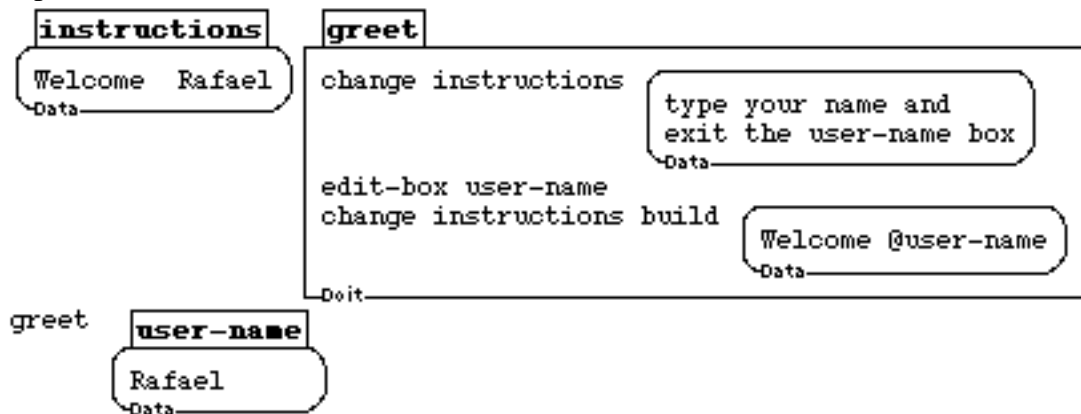 instructions
Welcome Rafael
Data
greet
change instructions
type your name and
exit the user-name box
Data
edit-box user-name
change instructions build
Welcome @user-name
Data
Doit
greet
user-name
Rafael
Data